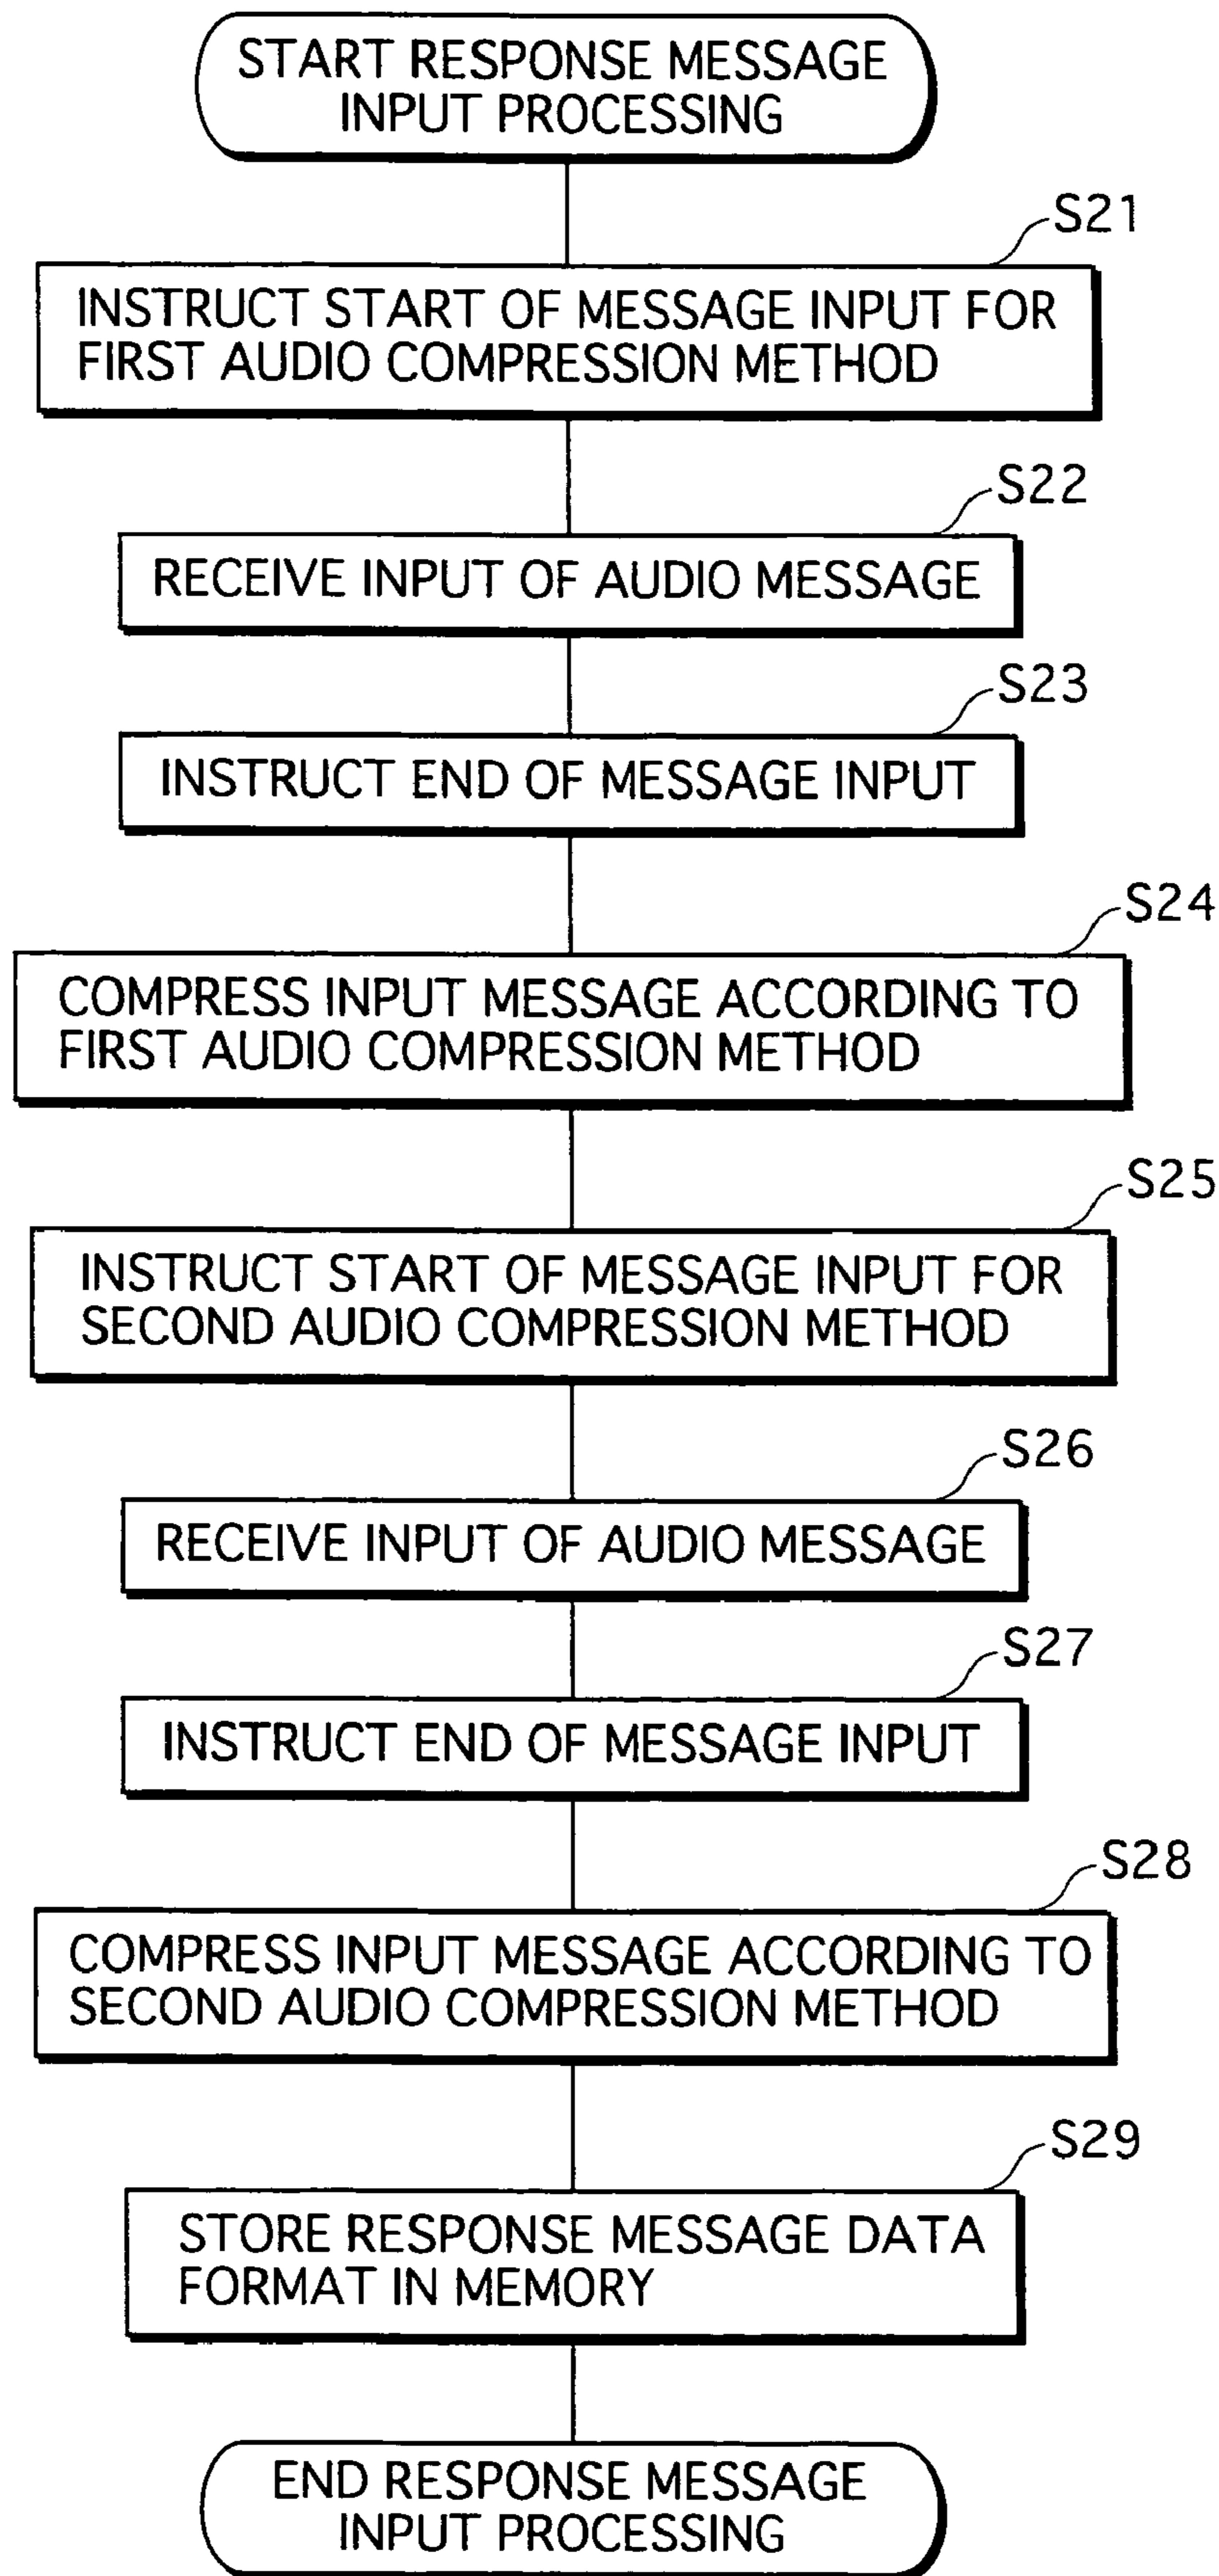 START RESPONSE MESSAGE
INPUT PROCESSING
S21
INSTRUCT START OF MESSAGE INPUT FOR
FIRST AUDIO COMPRESSION METHOD
S22
RECEIVE INPUT OF AUDIO MESSAGE
S23
INSTRUCT END OF MESSAGE INPUT
S24
COMPRESS INPUT MESSAGE ACCORDING TO
FIRST AUDIO COMPRESSION METHOD
S25
INSTRUCT START OF MESSAGE INPUT FOR
SECOND AUDIO COMPRESSION METHOD
S26
RECEIVE INPUT OF AUDIO MESSAGE
S27
INSTRUCT END OF MESSAGE INPUT
S28
COMPRESS INPUT MESSAGE ACCORDING TO
SECOND AUDIO COMPRESSION METHOD
S29
STORE RESPONSE MESSAGE DATA
FORMAT IN MEMORY
END RESPONSE MESSAGE
INPUT PROCESSING